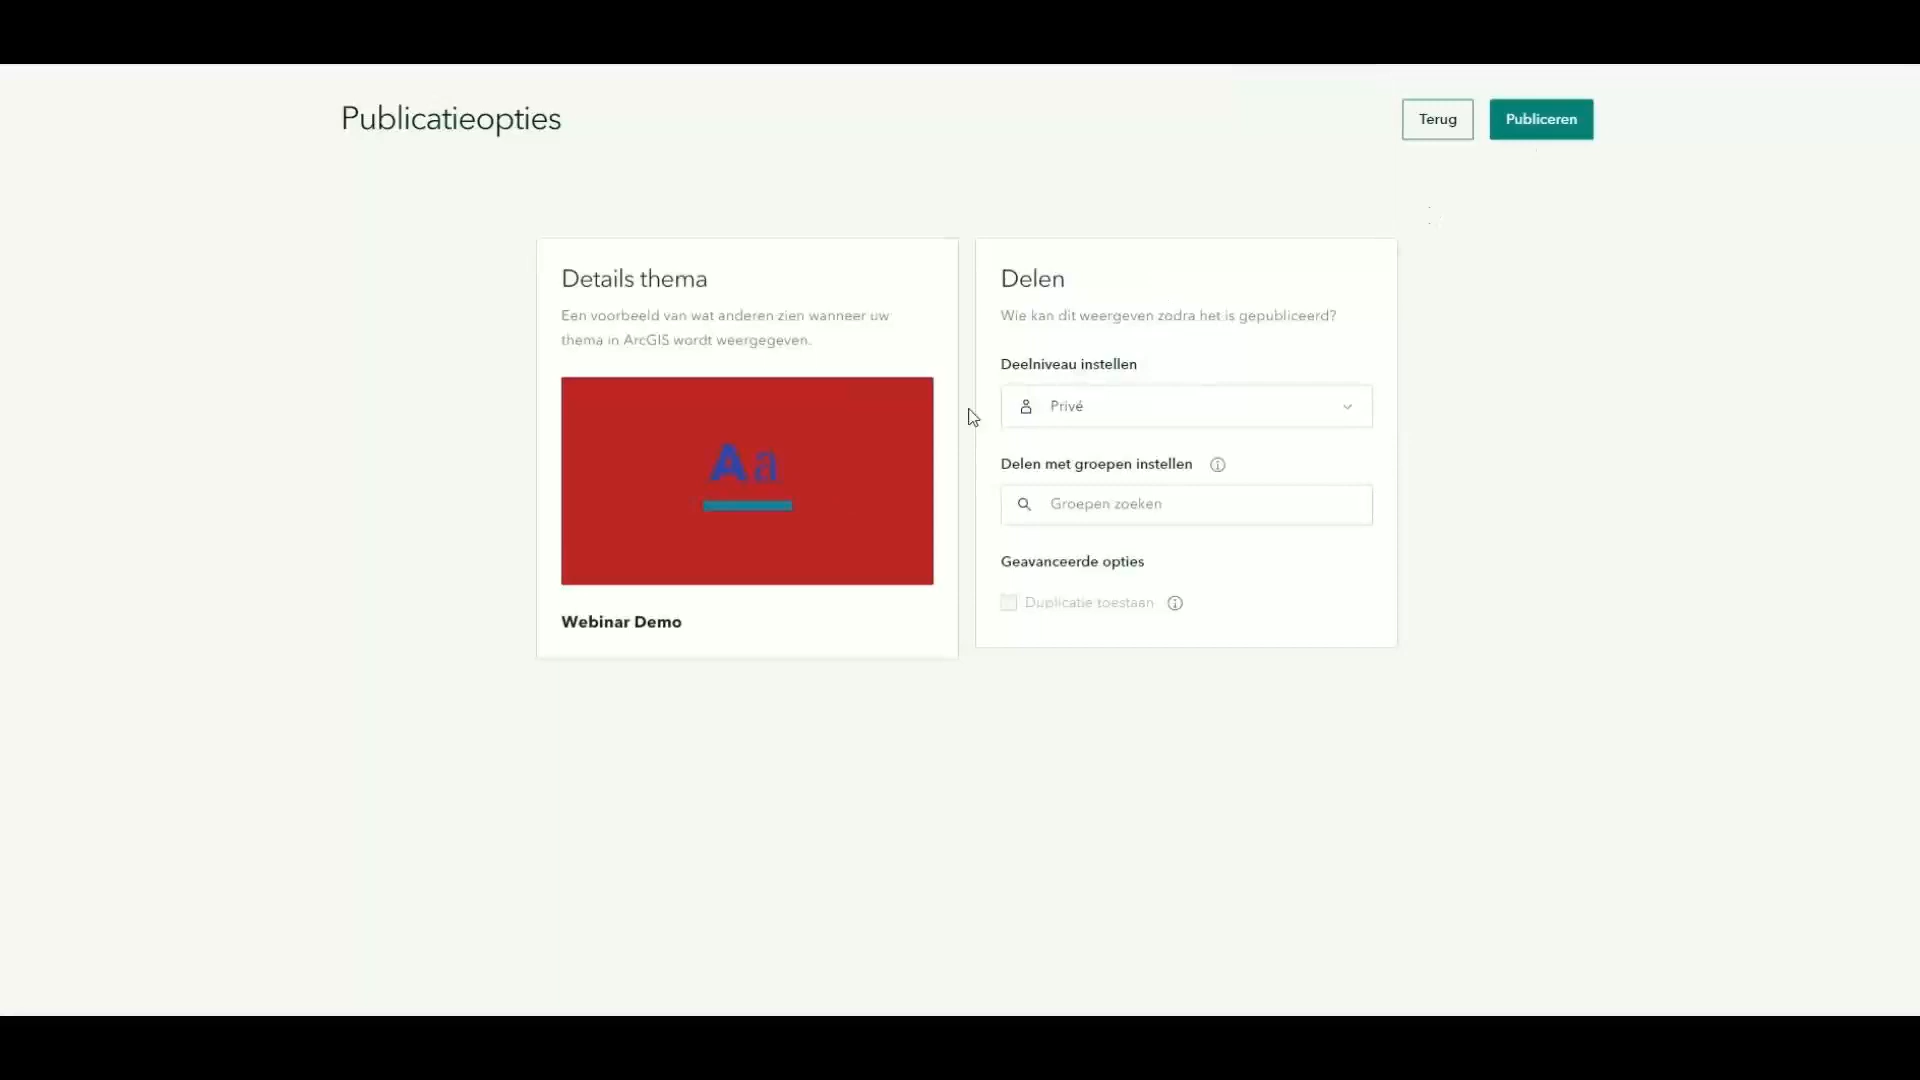 Publicatieopties
Terug
Publiceren
Details thema
Een voorbeeld van wat anderen zien wanneer uw
thema in ArcGIS wordt weergegeven.
Aa
Webinar Demo
Delen
Wie kan dit weergeven zodra het is gepubliceerd?
Deelniveau instellen
Privé
Delen met groepen instellen
Groepen zoeken
Geavanceerde opties
Duplicatie toestaan